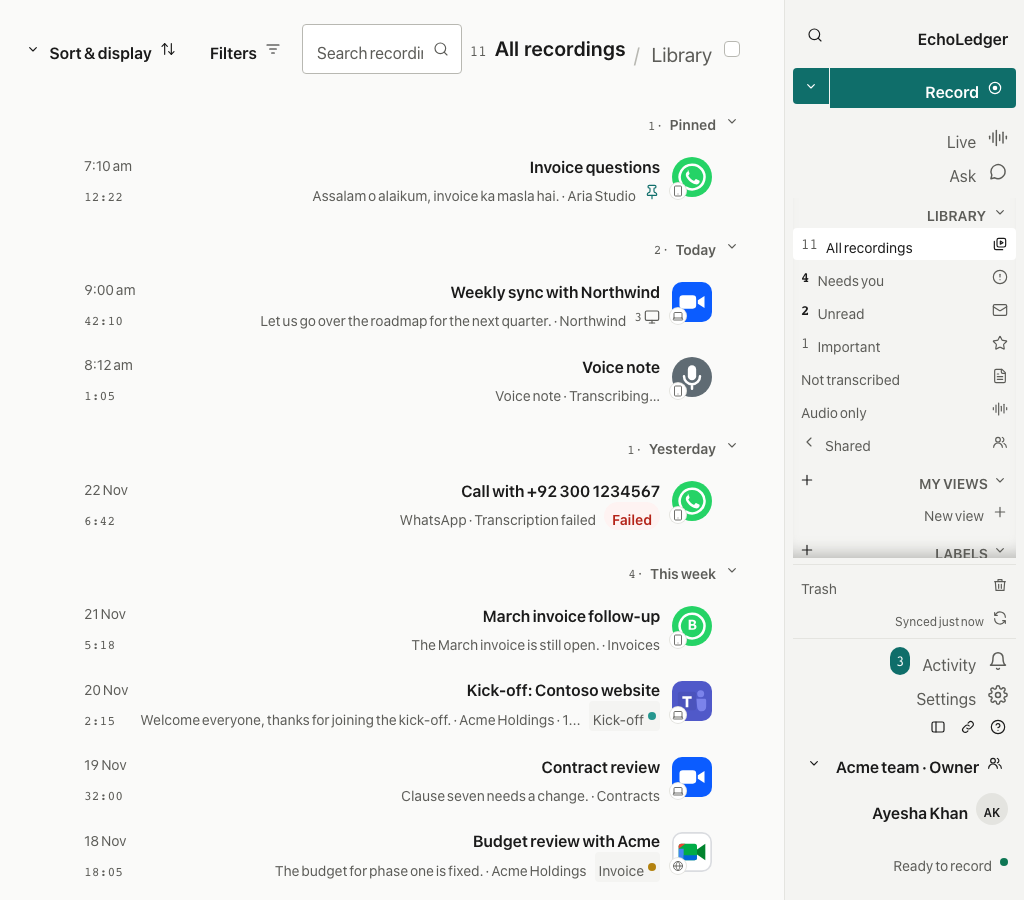 EchoLedger
Record
Live
Ask
LIBRARY
All recordings 11
Needs you 4
Unread 2
Important 1
Not transcribed
Audio only
Shared
MY VIEWS
New view
LABELS
Trash
Synced just now
Activity 3
Settings
Acme team · Owner
AK Ayesha Khan
Ready to record
Library / All recordings 11
Search recordi
Filters
Sort & display
Pinned · 1
Invoice questions
7:10 am
Assalam o alaikum, invoice ka masla hai. · Aria Studio
12:22
Today · 2
Weekly sync with Northwind
9:00 am
3 Let us go over the roadmap for the next quarter. · Northwind
42:10
Voice note
8:12 am
Voice note · Transcribing…
1:05
Yesterday · 1
Call with +92 300 1234567
22 Nov
Failed WhatsApp · Transcription failed
6:42
This week · 4
B March invoice follow-up
21 Nov
The March invoice is still open. · Invoices
5:18
T Kick-off: Contoso website
20 Nov
Kick-off Welcome everyone, thanks for joining the kick-off. · Acme Holdings · 1…
2:15
Contract review
19 Nov
Clause seven needs a change. · Contracts
32:00
Budget review with Acme
18 Nov
Invoice The budget for phase one is fixed. · Acme Holdings
18:05